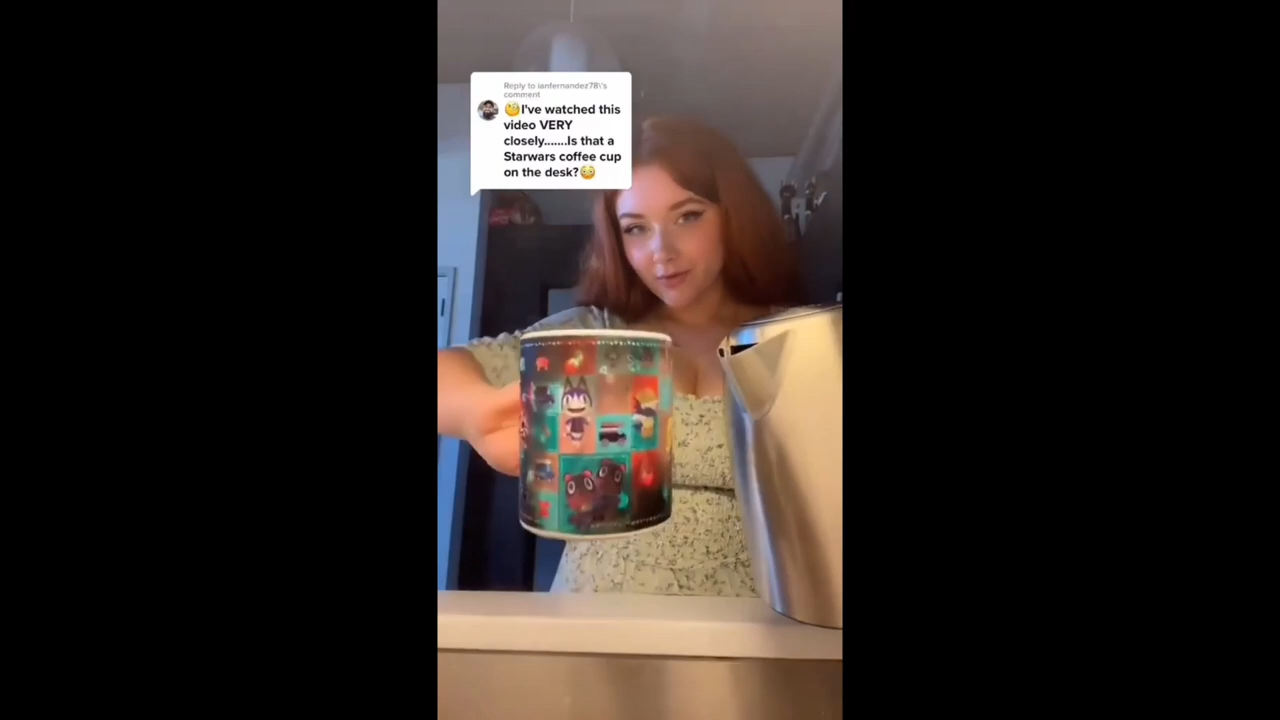 Reply to ianfernandez78\'s
comment
🧐I've watched this
video VERY
closely.......Is that a
Starwars coffee cup
on the desk?😳